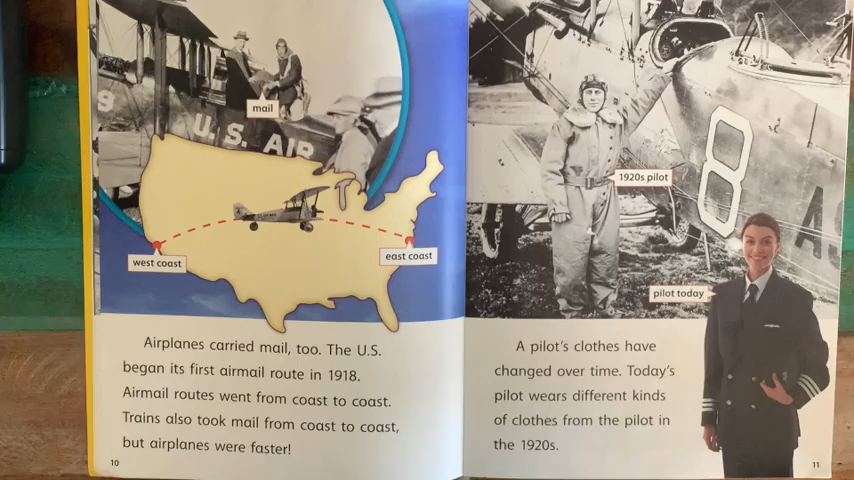 9
mail
U.S. AIR
west coast
east coast
Airplanes carried mail, too. The U.S.
began its first airmail route in 1918.
Airmail routes went from coast to coast.
Trains also took mail from coast to coast,
but airplanes were faster!
10
8
1920s pilot
pilot today
A pilot's clothes have
changed over time. Today's
pilot wears different kinds
of clothes from the pilot in
the 1920s.
11